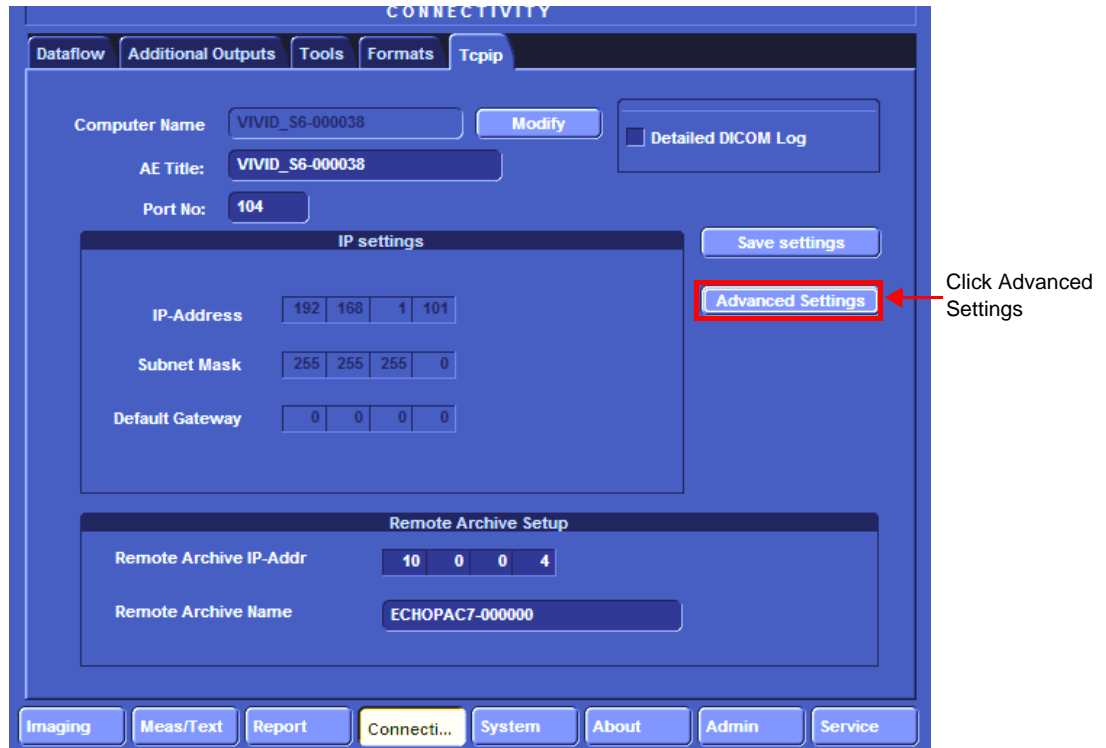 CONNECTIVITY
Dataflow Additional Outputs Tools Formats Tcpip
Computer Name VIVID_S6-000038 Modify
Detailed DICOM Log
AE Title: VIVID_S6-000038
Port No: 104
IP settings
Save settings
Advanced Settings
Click Advanced
Settings
IP-Address 192 168 1 101
Subnet Mask 255 255 255 0
Default Gateway 0 0 0 0
Remote Archive Setup
Remote Archive IP-Addr 10 0 0 4
Remote Archive Name ECHOPAC7-000000
Imaging Meas/Text Report Connecti... System About Admin Service